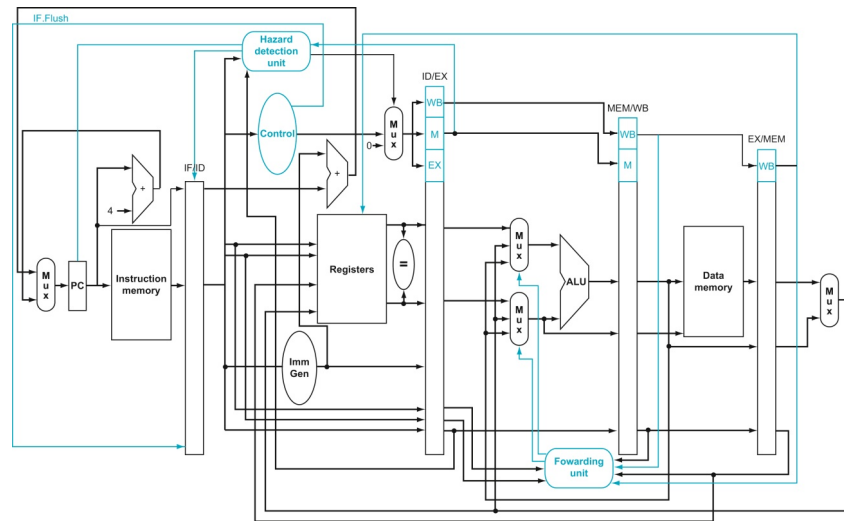 IF.Flush
Hazard
detection
unit
ID/EX
WB
MEM/WB
Control
M
u
x
M
WB
EX/MEM
0
IF/ID
+
+
EX
M
WB
4
M
u
x
PC
Instruction
memory
Registers
=
M
u
x
M
u
x
ALU
Data
memory
M
u
x
Imm
Gen
Fowarding
unit